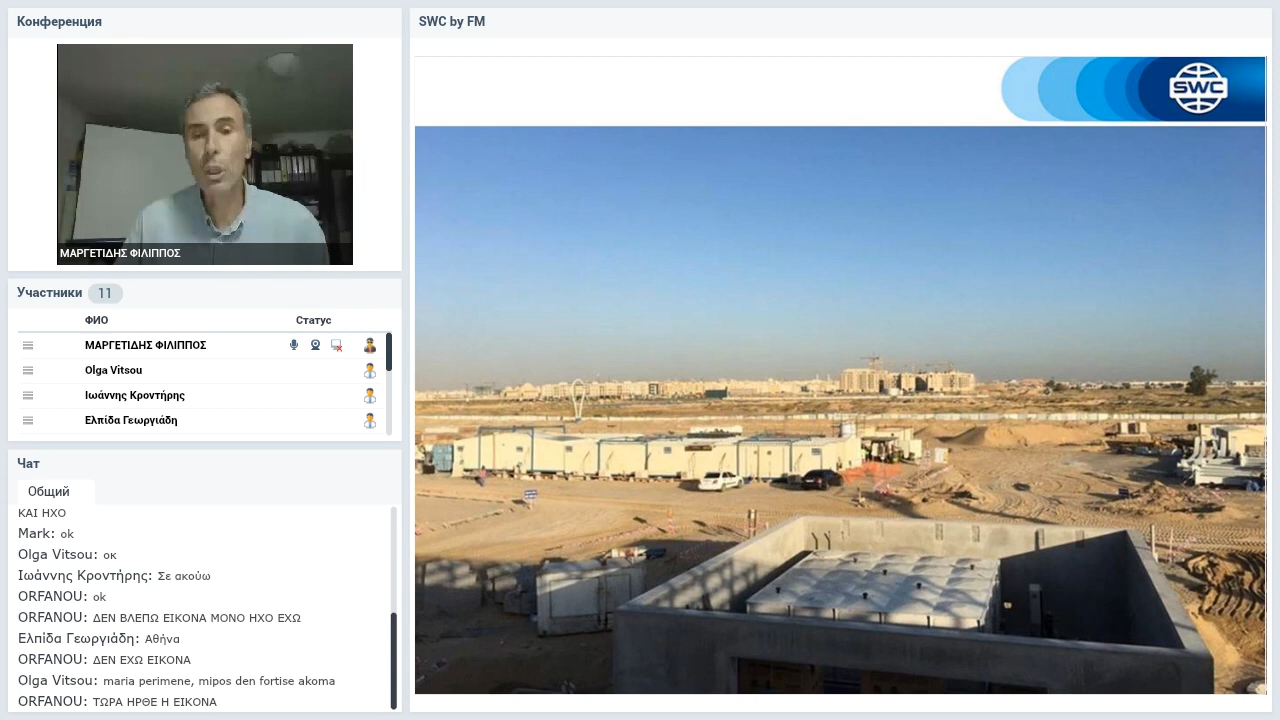 Конференция
ΜΑΡΓΕΤΙΔΗΣ ΦΙΛΙΠΠΟΣ
Участники 11
ФИО Статус
ΜΑΡΓΕΤΙΔΗΣ ΦΙΛΙΠΠΟΣ
Olga Vitsou
Ιωάννης Κροντήρης
Ελπίδα Γεωργιάδη
Чат
Общий
ΚΑΙ ΗΧΟ
Mark: ok
Olga Vitsou: οκ
Ιωάννης Κροντήρης: Σε ακούω
ORFANOU: ok
ORFANOU: ΔΕΝ ΒΛΕΠΩ ΕΙΚΟΝΑ ΜΟΝΟ ΗΧΟ ΕΧΩ
Ελπίδα Γεωργιάδη: Αθήνα
ORFANOU: ΔΕΝ ΕΧΩ ΕΙΚΟΝΑ
Olga Vitsou: maria perimene, mipos den fortise akoma
ORFANOU: ΤΩΡΑ ΗΡΘΕ Η ΕΙΚΟΝΑ
SWC by FM
SWC